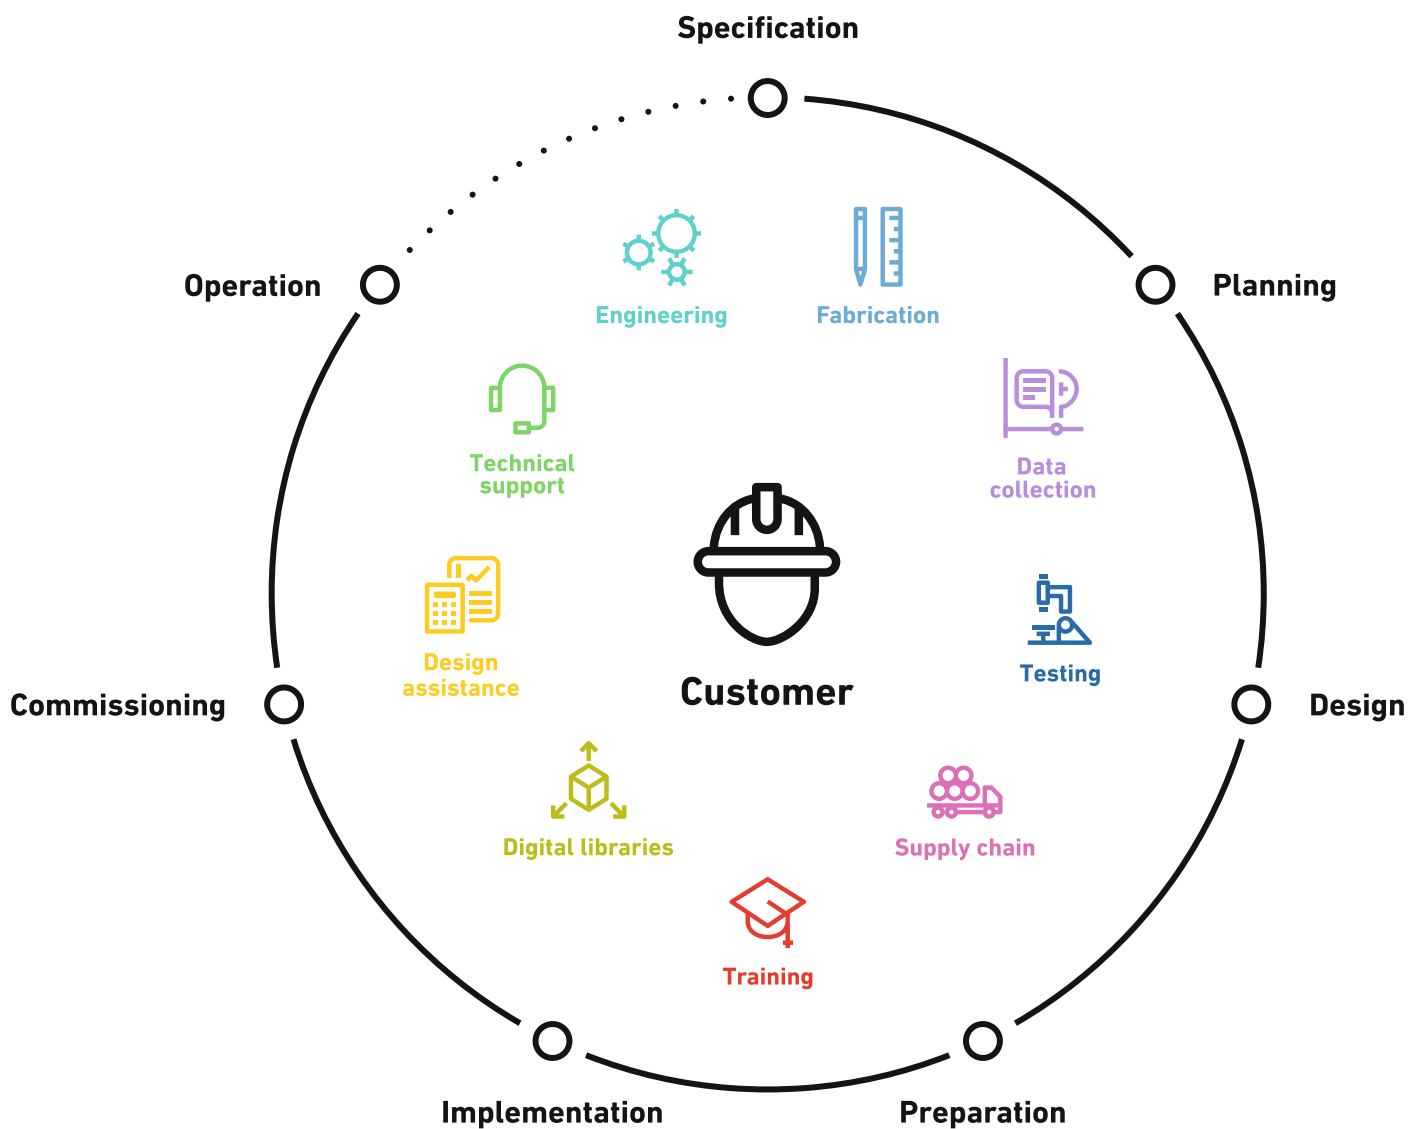 Specification
Operation
Planning
Engineering
Fabrication
Technical
support
Data
collection
Design
assistance
Testing
Customer
Commissioning
Design
Digital libraries
Supply chain
Training
Implementation
Preparation